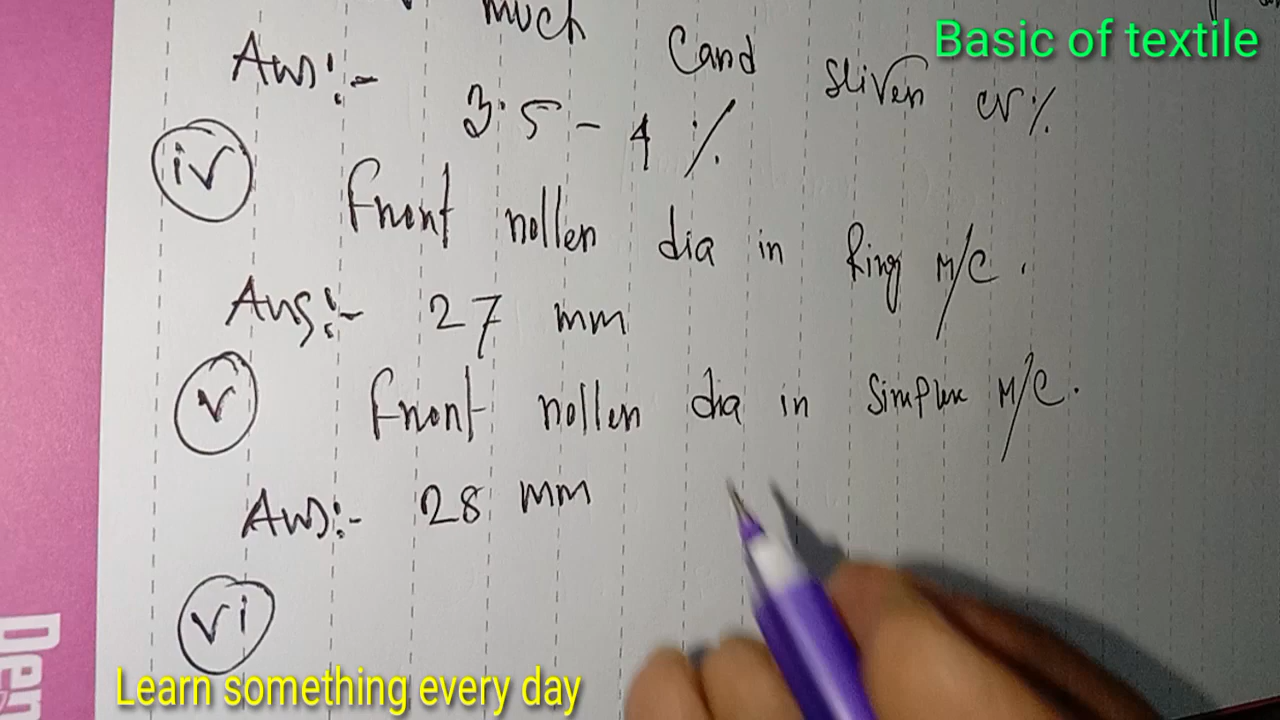 Basic of textile
much Card sliver CV%
Ans:- 3.5 - 4 %
iv Front roller dia in Ring M/C.
Ans:- 27 mm
v Front roller dia in Simplex M/C.
Ans:- 28 mm
vi
Den
Learn something every day